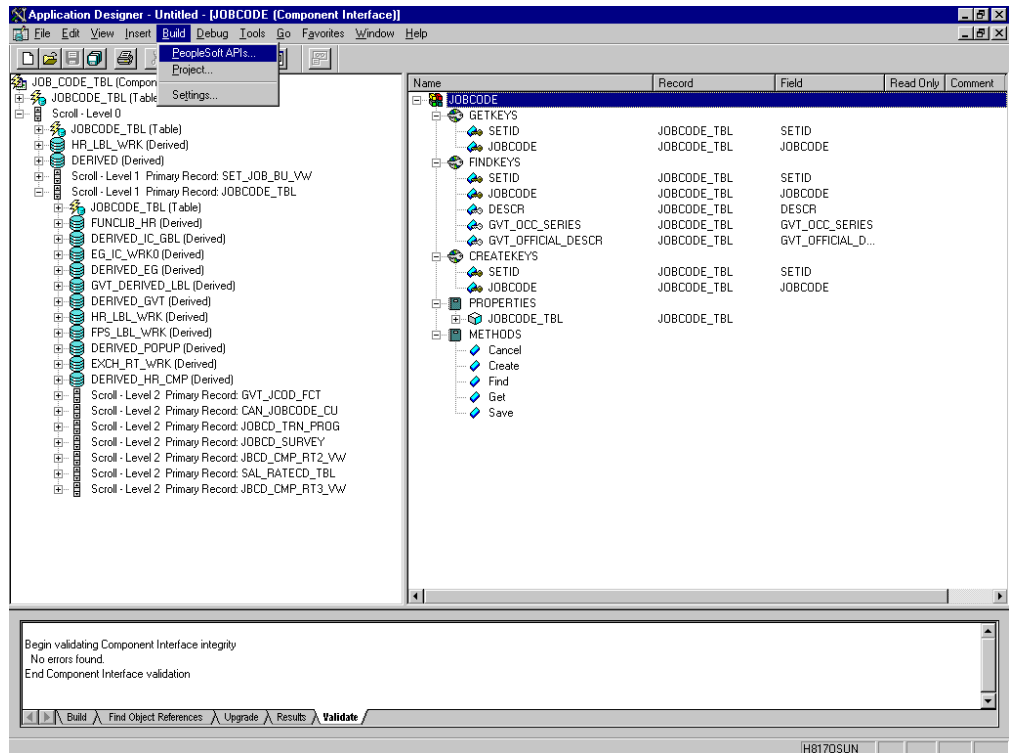 Application Designer - Untitled - [JOBCODE (Component Interface)]
File Edit View Insert Build Debug Tools Go Favorites Window Help
PeopleSoft APIs...
Project...
Settings...
JOB_CODE_TBL (Compon
JOBCODE_TBL (Table
Scroll - Level 0
JOBCODE_TBL (Table)
HR_LBL_WRK (Derived)
DERIVED (Derived)
Scroll - Level 1 Primary Record: SET_JOB_BU_VW
Scroll - Level 1 Primary Record: JOBCODE_TBL
JOBCODE_TBL (Table)
FUNCLIB_HR (Derived)
DERIVED_IC_GBL (Derived)
EG_IC_WRK0 (Derived)
DERIVED_EG (Derived)
GVT_DERIVED_LBL (Derived)
DERIVED_GVT (Derived)
HR_LBL_WRK (Derived)
FPS_LBL_WRK (Derived)
DERIVED_POPUP (Derived)
EXCH_RT_WRK (Derived)
DERIVED_HR_CMP (Derived)
Scroll - Level 2 Primary Record: GVT_JCOD_FCT
Scroll - Level 2 Primary Record: CAN_JOBCODE_CU
Scroll - Level 2 Primary Record: JOBCD_TRN_PROG
Scroll - Level 2 Primary Record: JOBCD_SURVEY
Scroll - Level 2 Primary Record: JBCD_CMP_RT2_VW
Scroll - Level 2 Primary Record: SAL_RATECD_TBL
Scroll - Level 2 Primary Record: JBCD_CMP_RT3_VW
Name Record Field Read Only Comment
JOBCODE
GETKEYS
SETID JOBCODE_TBL SETID
JOBCODE JOBCODE_TBL JOBCODE
FINDKEYS
SETID JOBCODE_TBL SETID
JOBCODE JOBCODE_TBL JOBCODE
DESCR JOBCODE_TBL DESCR
GVT_OCC_SERIES JOBCODE_TBL GVT_OCC_SERIES
GVT_OFFICIAL_DESCR JOBCODE_TBL GVT_OFFICIAL_D...
CREATEKEYS
SETID JOBCODE_TBL SETID
JOBCODE JOBCODE_TBL JOBCODE
PROPERTIES
JOBCODE_TBL JOBCODE_TBL
METHODS
Cancel
Create
Find
Get
Save
Begin validating Component Interface integrity
No errors found.
End Component Interface validation
Build Find Object References Upgrade Results Validate
H817OSUN